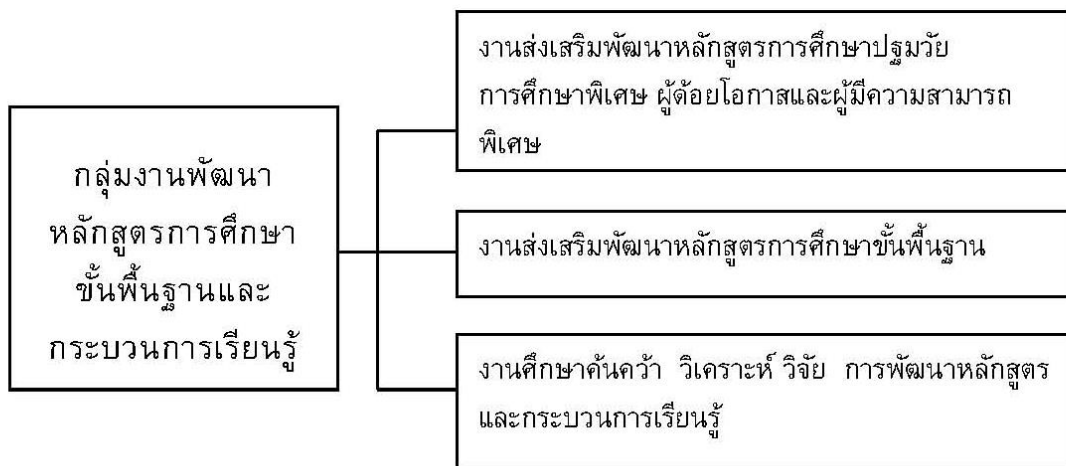 กลุ่มงานพัฒนา
หลักสูตรการศึกษา
ขั้นพื้นฐานและ
กระบวนการเรียนรู้
งานส่งเสริมพัฒนาหลักสูตรการศึกษาปฐมวัย
การศึกษาพิเศษ ผู้ด้อยโอกาสและผู้มีความสามารถ
พิเศษ
งานส่งเสริมพัฒนาหลักสูตรการศึกษาขั้นพื้นฐาน
งานศึกษาค้นคว้า วิเคราะห์ วิจัย การพัฒนาหลักสูตร
และกระบวนการเรียนรู้